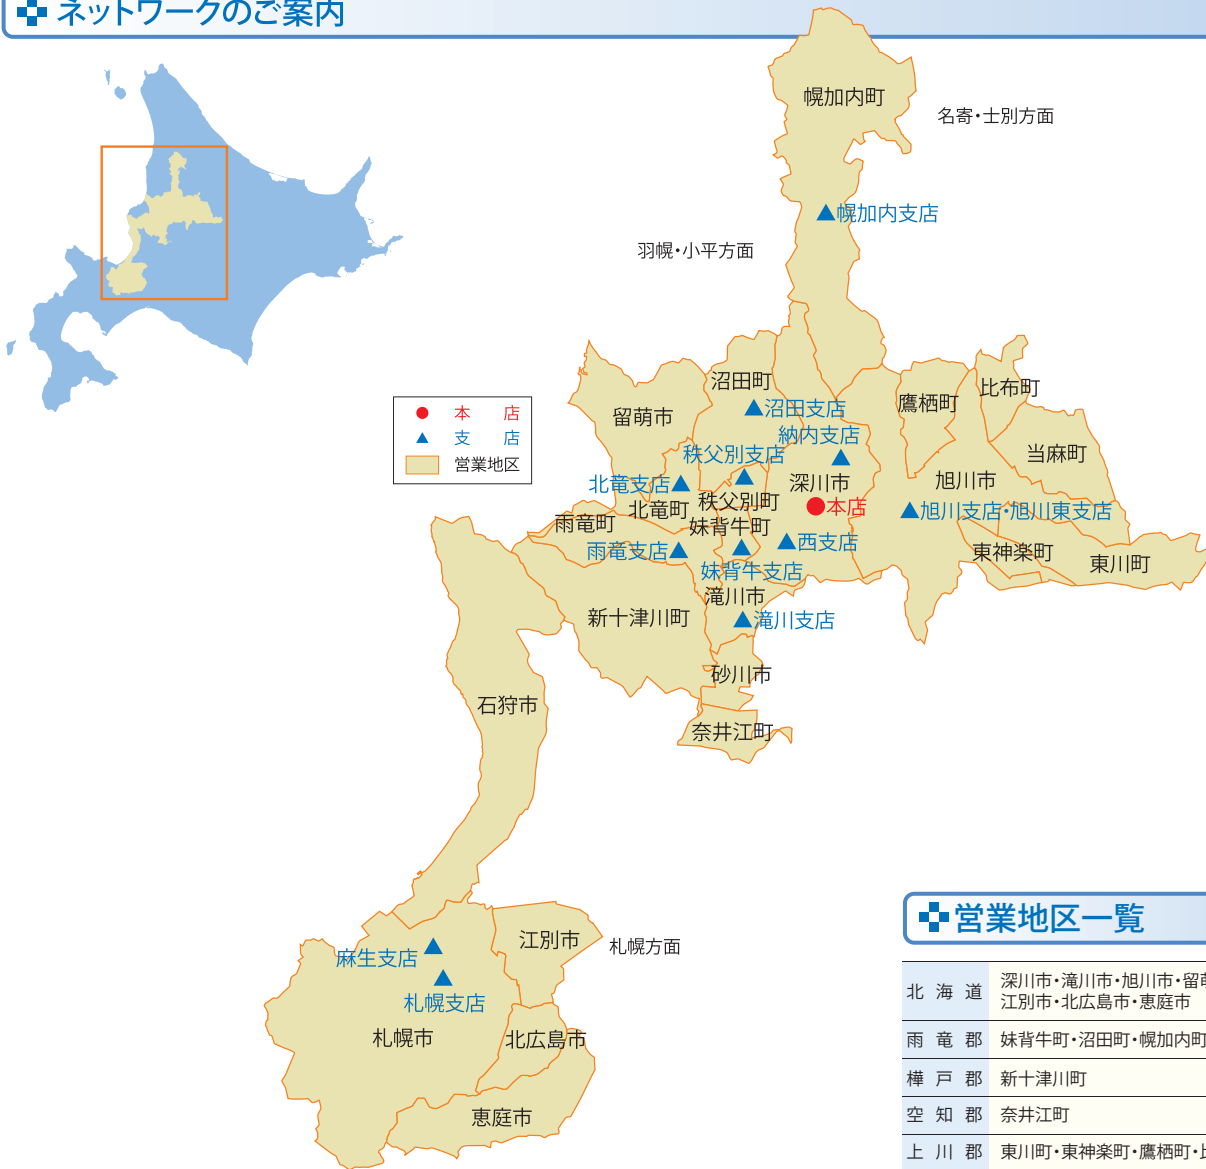 ネットワークのご案内
幌加内町
名寄・士別方面
幌加内支店
羽幌・小平方面
沼田町
比布町
鷹栖町
沼田支店
留萌市
納内支店
秩父別支店
当麻町
本 店
支 店
営業地区
北竜支店
深川市
旭川市
秩父別町
本店
北竜町
旭川支店・旭川東支店
雨竜町
妹背牛町
西支店
雨竜支店
東神楽町
東川町
妹背牛支店
滝川市
新十津川町
滝川支店
砂川市
石狩市
奈井江町
営業地区一覧
江別市
札幌方面
麻生支店
札幌支店
札幌市
北広島市
恵庭市
北 海 道
深川市・滝川市・旭川市・留
江別市・北広島市・恵庭市
雨 竜 郡
妹背牛町・沼田町・幌加内町
樺 戸 郡
新十津川町
空 知 郡
奈井江町
上 川 郡
東川町・東神楽町・鷹栖町・